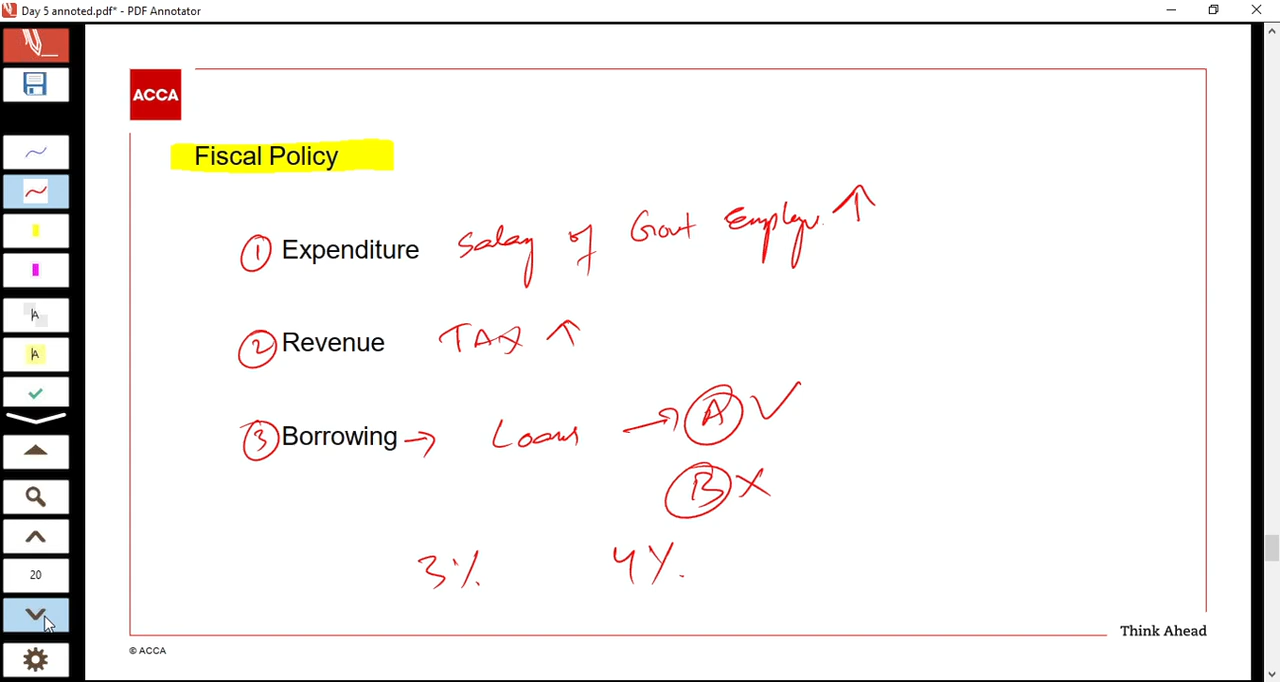 Day 5 annoted.pdf* - PDF Annotator
ACCA
Fiscal Policy
① Expenditure Salary of Govt Employe. ↑
② Revenue TAX ↑
③ Borrowing → Loans → A ✓
B ×
3% 4%
20
Think Ahead
© ACCA